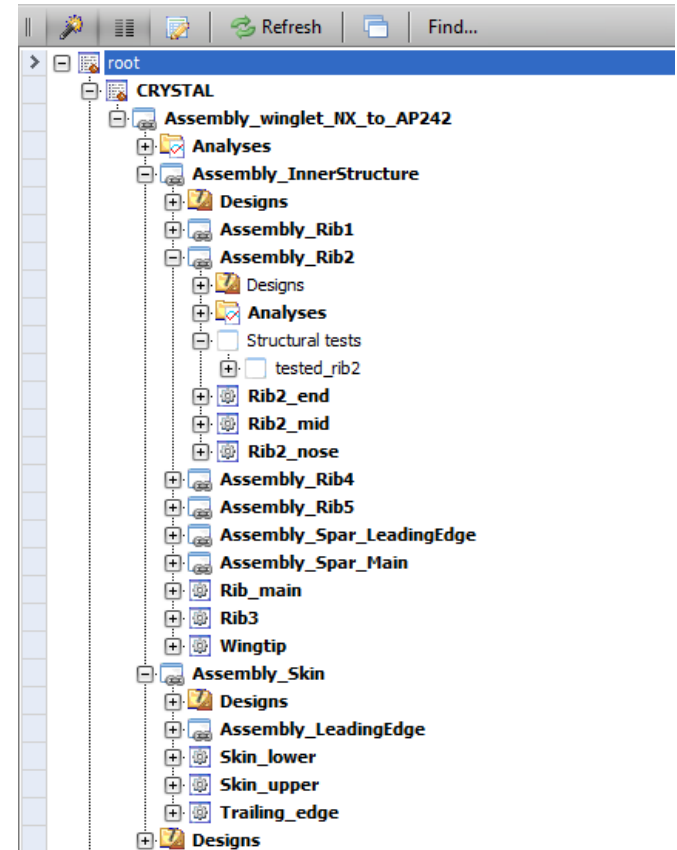 Refresh Find...
root
CRYSTAL
Assembly_winglet_NX_to_AP242
Analyses
Assembly_InnerStructure
Designs
Assembly_Rib1
Assembly_Rib2
Designs
Analyses
Structural tests
tested_rib2
Rib2_end
Rib2_mid
Rib2_nose
Assembly_Rib4
Assembly_Rib5
Assembly_Spar_LeadingEdge
Assembly_Spar_Main
Rib_main
Rib3
Wingtip
Assembly_Skin
Designs
Assembly_LeadingEdge
Skin_lower
Skin_upper
Trailing_edge
Designs